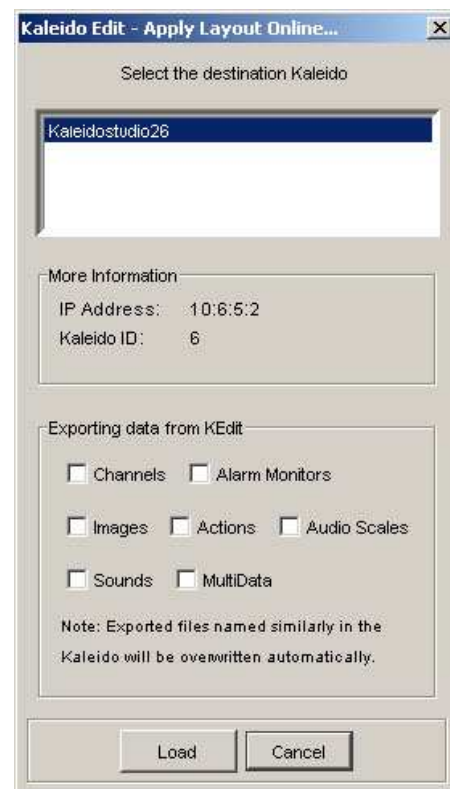 Kaleido Edit - Apply Layout Online...
Select the destination Kaleido
Kaleidostudio26
More Information
IP Address: 10:6:5:2
Kaleido ID: 6
Exporting data from KEdit
Channels Alarm Monitors
Images Actions Audio Scales
Sounds MultiData
Note: Exported files named similarly in the
Kaleido will be overwritten automatically.
Load Cancel